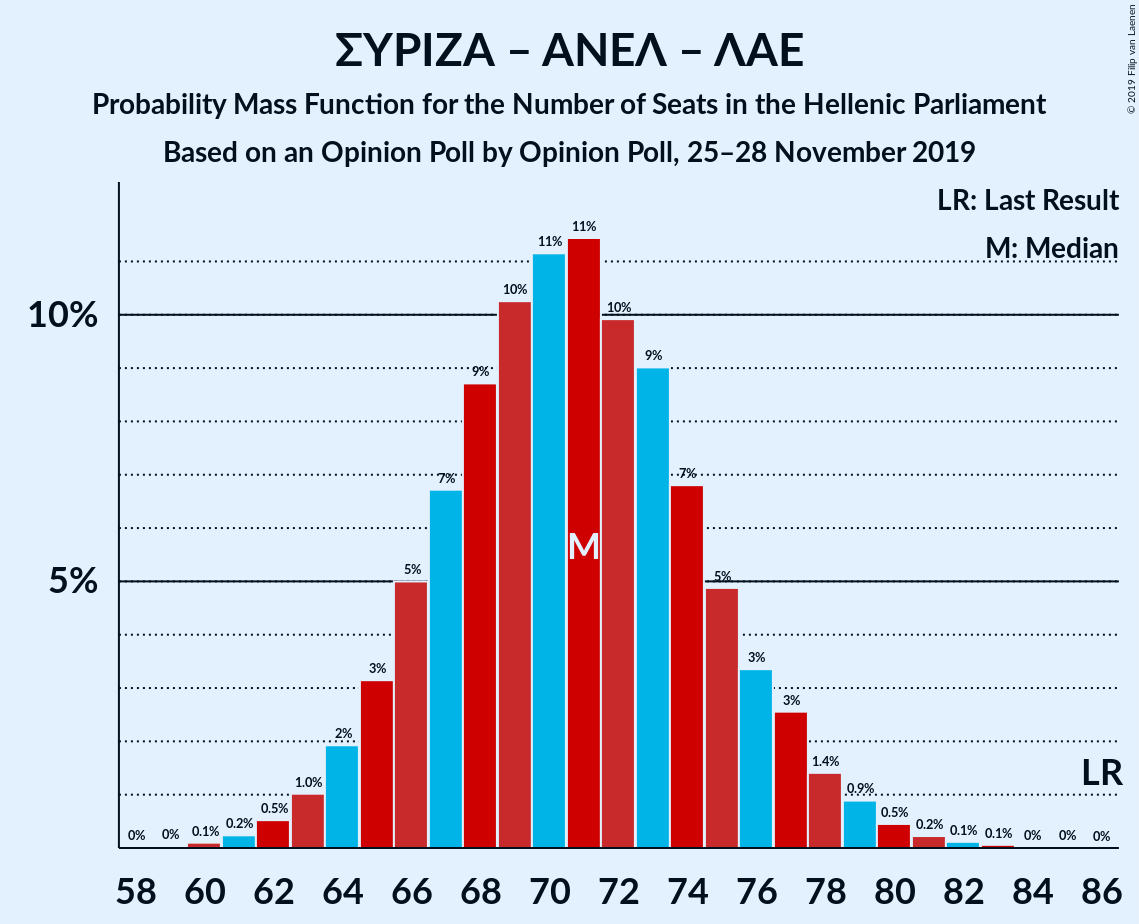 ΣΥΡΙΖΑ – ΑΝΕΛ – ΛΑΕ
Probability Mass Function for the Number of Seats in the Hellenic Parliament
Based on an Opinion Poll by Opinion Poll, 25–28 November 2019
© 2019 Filip van Laenen
LR: Last Result
M: Median
10%
5%
0% 0% 0.1% 0.2% 0.5% 1.0% 2% 3% 5% 7% 9% 10% 11% 11% 10% 9% 7% 5% 3% 3% 1.4% 0.9% 0.5% 0.2% 0.1% 0.1% 0% 0% 0%
M
LR
58 60 62 64 66 68 70 72 74 76 78 80 82 84 86